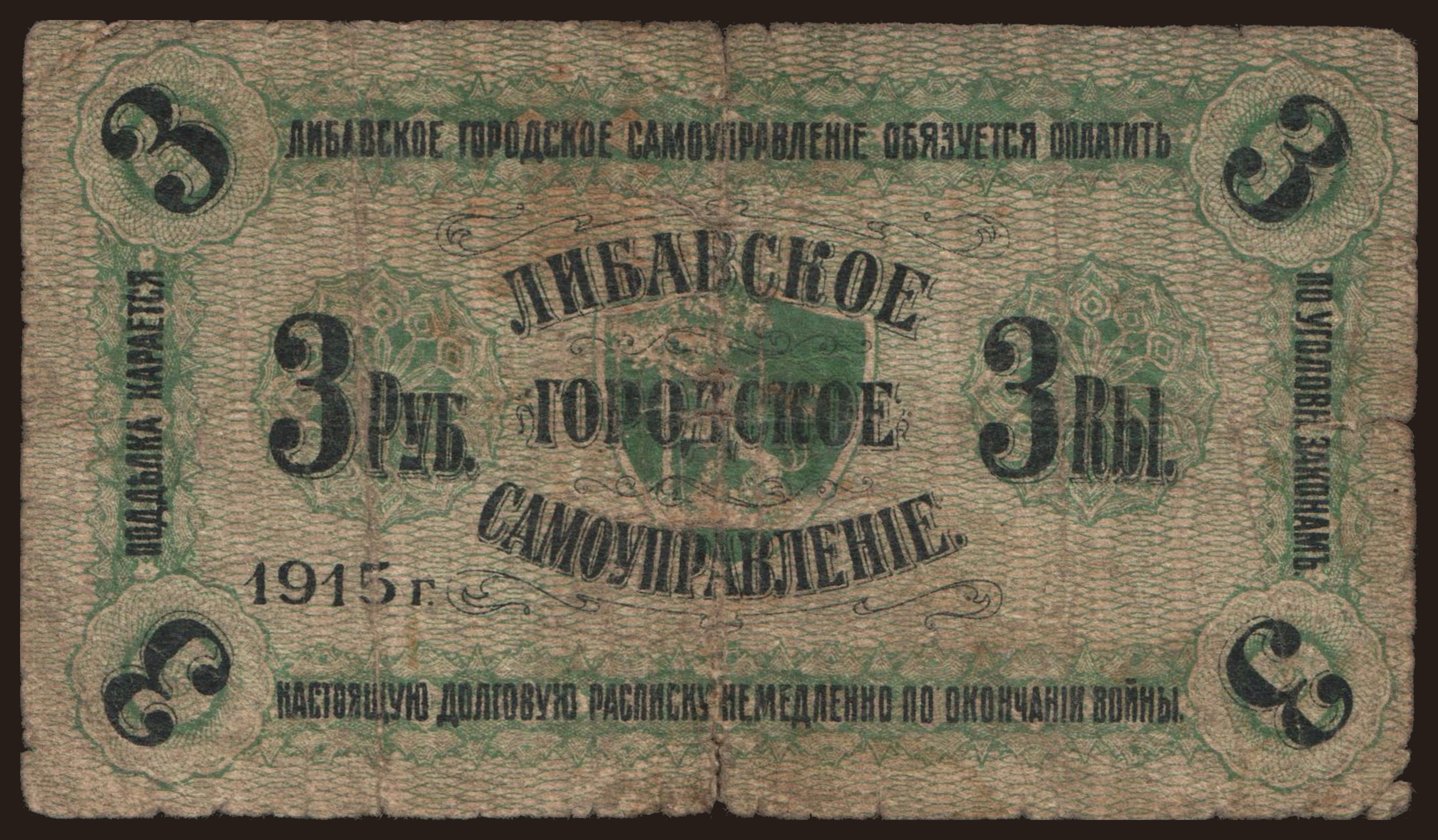 3
3
ЛИБАВСКОЕ ГОРОДСКОЕ САМОУПРАВЛЕНІЕ ОБЯЗУЕТСЯ ОПЛАТИТЬ
ПОДДѢЛКА КАРАЕТСЯ
ПО УГОЛОВН. ЗАКОНАМЪ.
ЛИБАВСКОЕ
ГОРОДСКОЕ
САМОУПРАВЛЕНІЕ.
3 РУБ.
3 Rbl.
1915 г.
НАСТОЯЩУЮ ДОЛГОВУЮ РАСПИСКУ НЕМЕДЛЕННО ПО ОКОНЧАНІИ ВОЙНЫ.
3
3